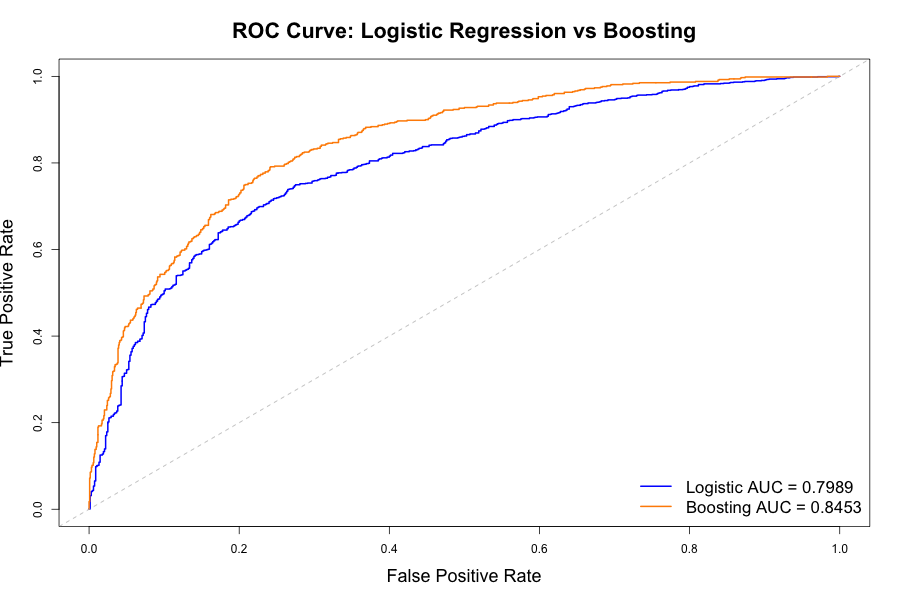 ROC Curve: Logistic Regression vs Boosting
True Positive Rate
1.0
0.8
0.6
0.4
0.2
0.0
Logistic AUC = 0.7989
Boosting AUC = 0.8453
0.0 0.2 0.4 0.6 0.8 1.0
False Positive Rate